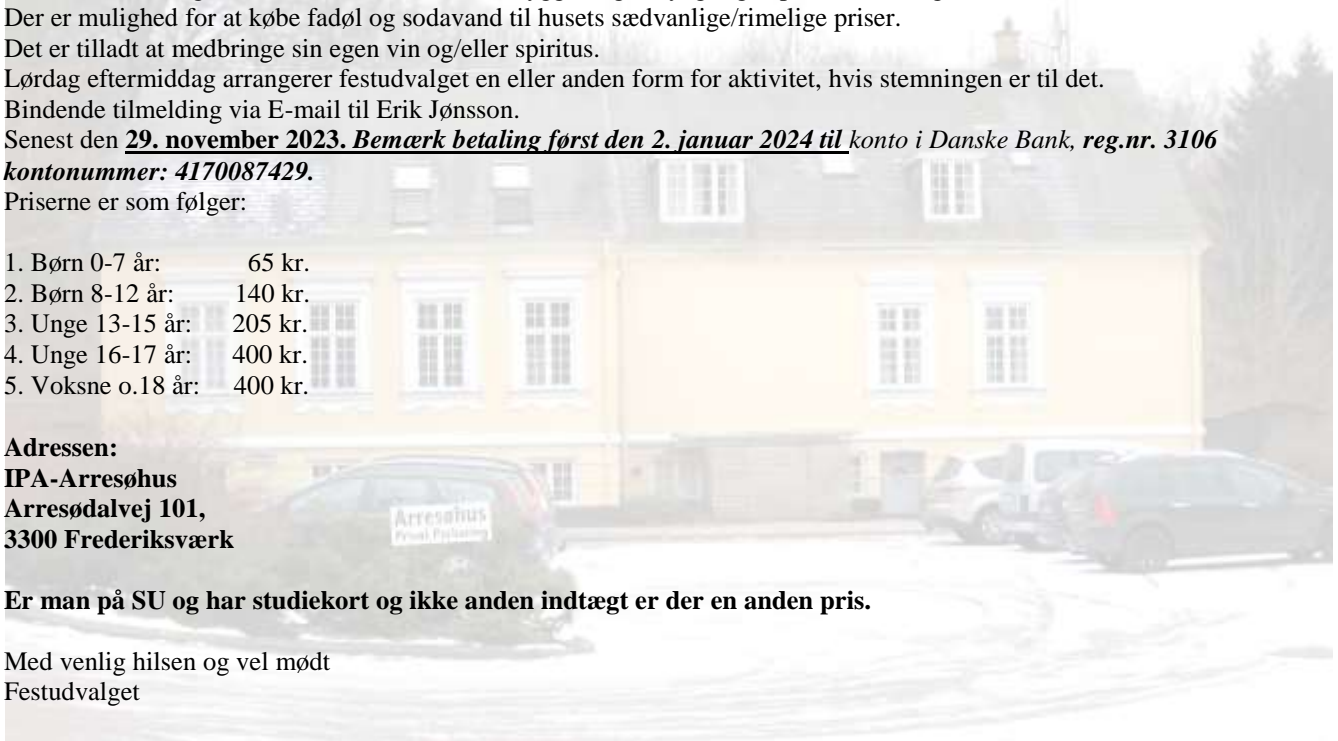 Der er mulighed for at købe fadøl og sodavand til husets sædvanlige/rimelige priser.
Det er tilladt at medbringe sin egen vin og/eller spiritus.
Lørdag eftermiddag arrangerer festudvalget en eller anden form for aktivitet, hvis stemningen er til det.
Bindende tilmelding via E-mail til Erik Jønsson.
Senest den 29. november 2023. Bemærk betaling først den 2. januar 2024 til konto i Danske Bank, reg.nr. 3106
kontonummer: 4170087429.
Priserne er som følger:
1. Børn 0-7 år: 65 kr.
2. Børn 8-12 år: 140 kr.
3. Unge 13-15 år: 205 kr.
4. Unge 16-17 år: 400 kr.
5. Voksne o.18 år: 400 kr.
Adressen:
IPA-Arresøhus
Arresødalvej 101,
Arresøhus
Privat Parkering
3300 Frederiksværk
Er man på SU og har studiekort og ikke anden indtægt er der en anden pris.
Med venlig hilsen og vel mødt
Festudvalget